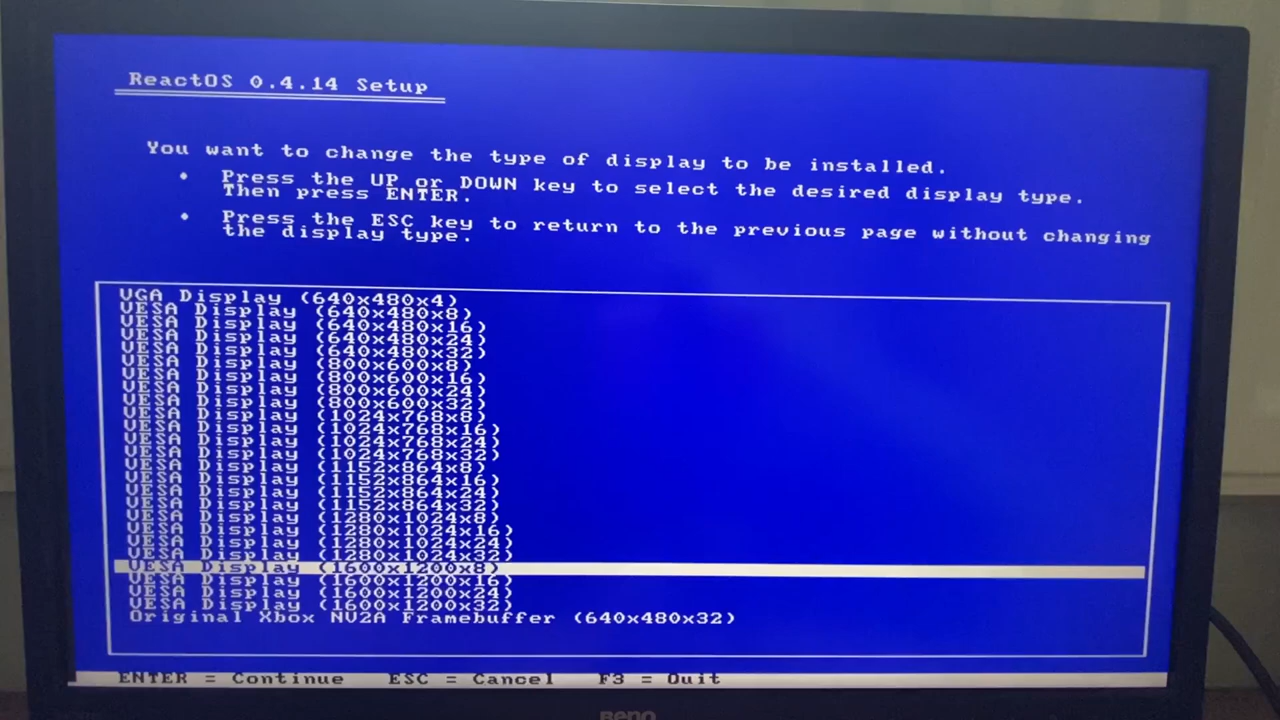 ReactOS 0.4.14 Setup
You want to change the type of display to be installed.
• Press the UP or DOWN key to select the desired display type.
Then press ENTER.
• Press the ESC key to return to the previous page without changing
the display type.
VGA Display (640x480x4)
VESA Display (640x480x8)
VESA Display (640x480x16)
VESA Display (640x480x24)
VESA Display (640x480x32)
VESA Display (800x600x8)
VESA Display (800x600x16)
VESA Display (800x600x24)
VESA Display (800x600x32)
VESA Display (1024x768x8)
VESA Display (1024x768x16)
VESA Display (1024x768x24)
VESA Display (1024x768x32)
VESA Display (1152x864x8)
VESA Display (1152x864x16)
VESA Display (1152x864x24)
VESA Display (1152x864x32)
VESA Display (1280x1024x8)
VESA Display (1280x1024x16)
VESA Display (1280x1024x24)
VESA Display (1280x1024x32)
VESA Display (1600x1200x8)
VESA Display (1600x1200x16)
VESA Display (1600x1200x24)
VESA Display (1600x1200x32)
Original Xbox NV2A Framebuffer (640x480x32)
ENTER = Continue ESC = Cancel F3 = Quit
BenQ